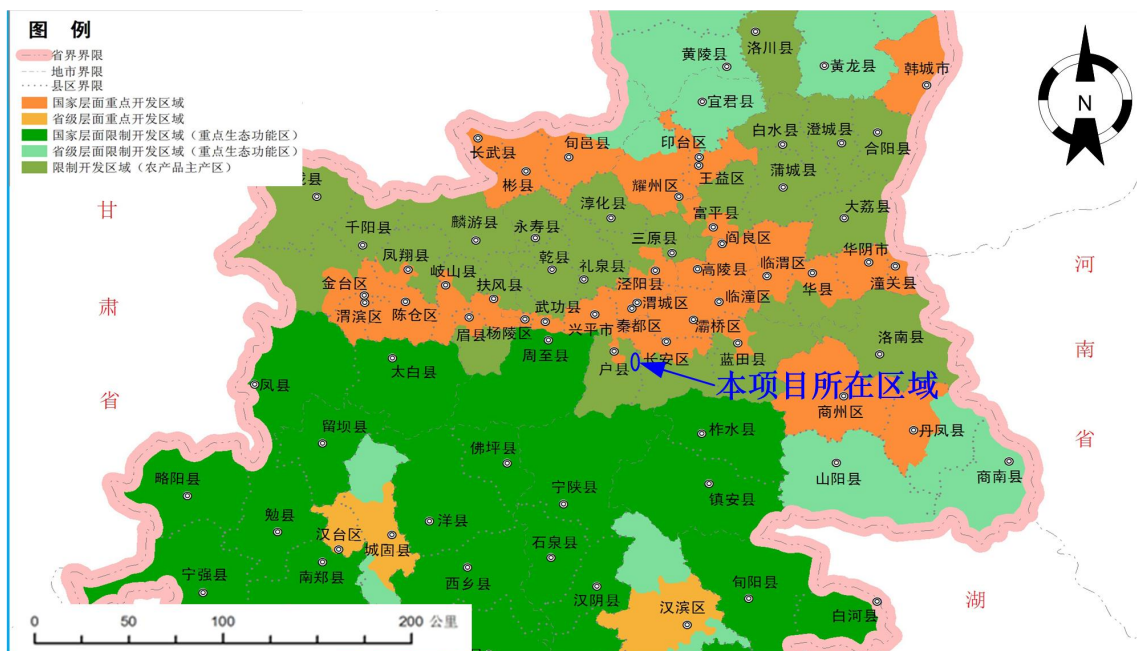 图 例
省界界限
地市界限
县区界限
国家层面重点开发区域
省级层面重点开发区域
国家层面限制开发区域（重点生态功能区）
省级层面限制开发区域（重点生态功能区）
限制开发区域（农产品主产区）
N
甘
肃
省
河
南
省
湖
洛川县
黄陵县
黄龙县
韩城市
宜君县
长武县
旬邑县
彬县
印台区
王益区
耀州区
白水县
澄城县
合阳县
蒲城县
大荔县
千阳县
麟游县
永寿县
淳化县
富平县
三原县
阎良区
凤翔县
岐山县
扶风县
乾县
礼泉县
泾阳县
高陵县
临渭区
华县
华阴市
潼关县
金台区
渭滨区
陈仓区
眉县
杨陵区
武功县
兴平市
秦都区
渭城区
临潼区
灞桥区
周至县
户县
长安区
蓝田县
洛南县
本项目所在区域
太白县
凤县
商州区
丹凤县
留坝县
佛坪县
柞水县
山阳县
商南县
略阳县
宁陕县
镇安县
勉县
汉台区
城固县
洋县
石泉县
宁强县
南郑县
西乡县
汉阴县
汉滨区
旬阳县
白河县
0 50 100 200 公里